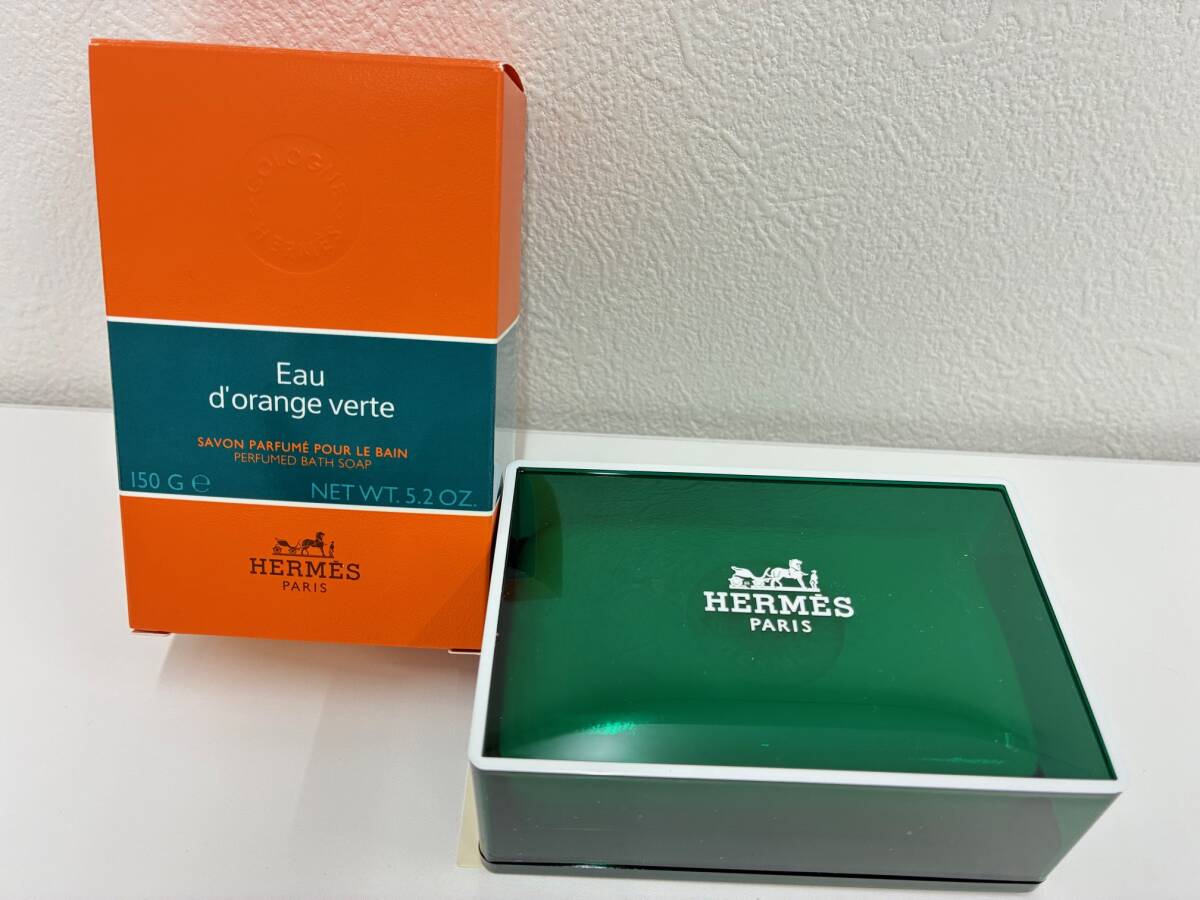 COLOGNE
HERMÈS
Eau
d'orange verte
SAVON PARFUMÉ POUR LE BAIN
PERFUMED BATH SOAP
150 G ℮
NET WT. 5.2 OZ.
HERMÈS
PARIS
HERMÈS
PARIS